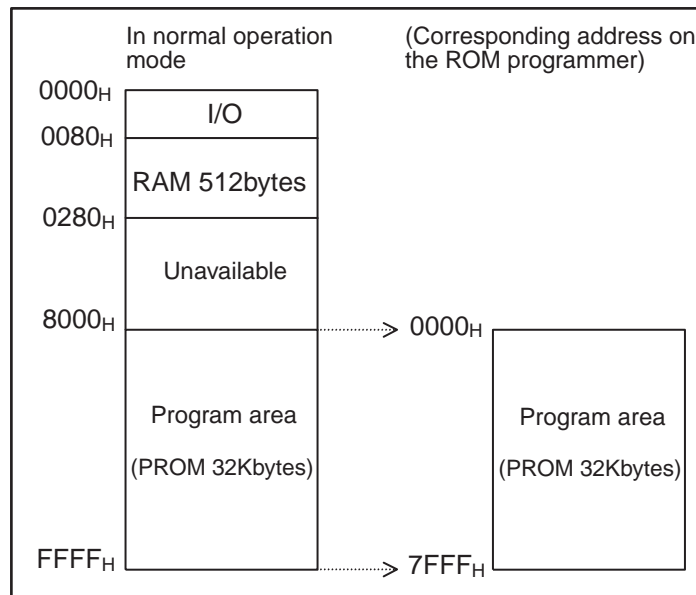 In normal operation
mode
(Corresponding address on
the ROM programmer)
0000H
I/O
0080H
RAM 512bytes
0280H
Unavailable
8000H
0000H
Program area
(PROM 32Kbytes)
Program area
(PROM 32Kbytes)
FFFFH
7FFFH